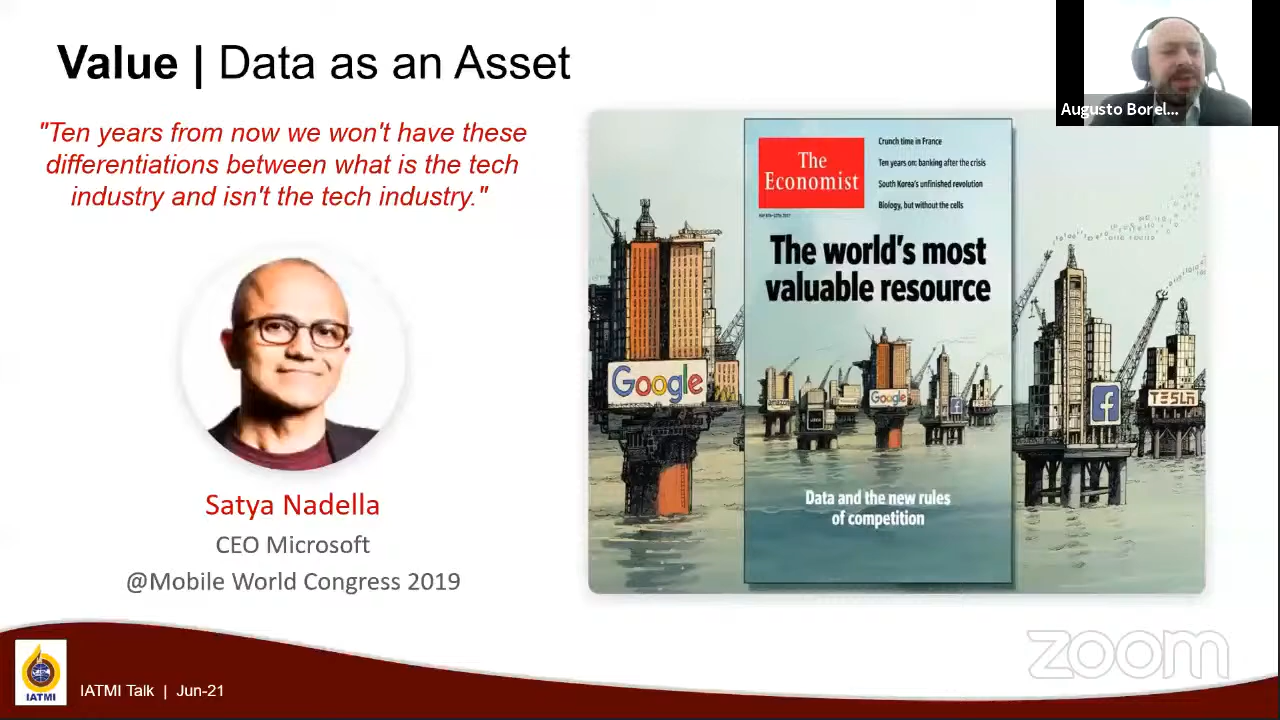 Value | Data as an Asset
"Ten years from now we won't have these
differentiations between what is the tech
industry and isn't the tech industry."
Satya Nadella
CEO Microsoft
@Mobile World Congress 2019
Augusto Borel...
The
Economist
Crunch time in France
Ten years on: banking after the crisis
South Korea's unfinished revolution
Biology, but without the cells
The world's most
valuable resource
Google
Google
f
f
TESLA
Data and the new rules
of competition
zoom
IATMI
IATMI Talk | Jun-21